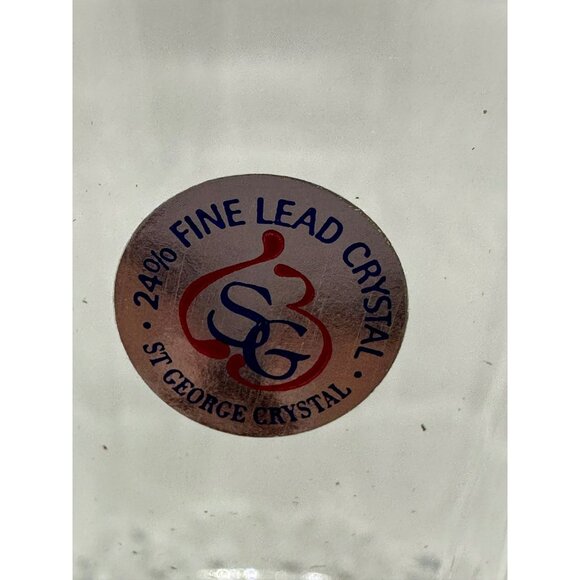 • 24% FINE LEAD CRYSTAL •
SG
ST GEORGE CRYSTAL